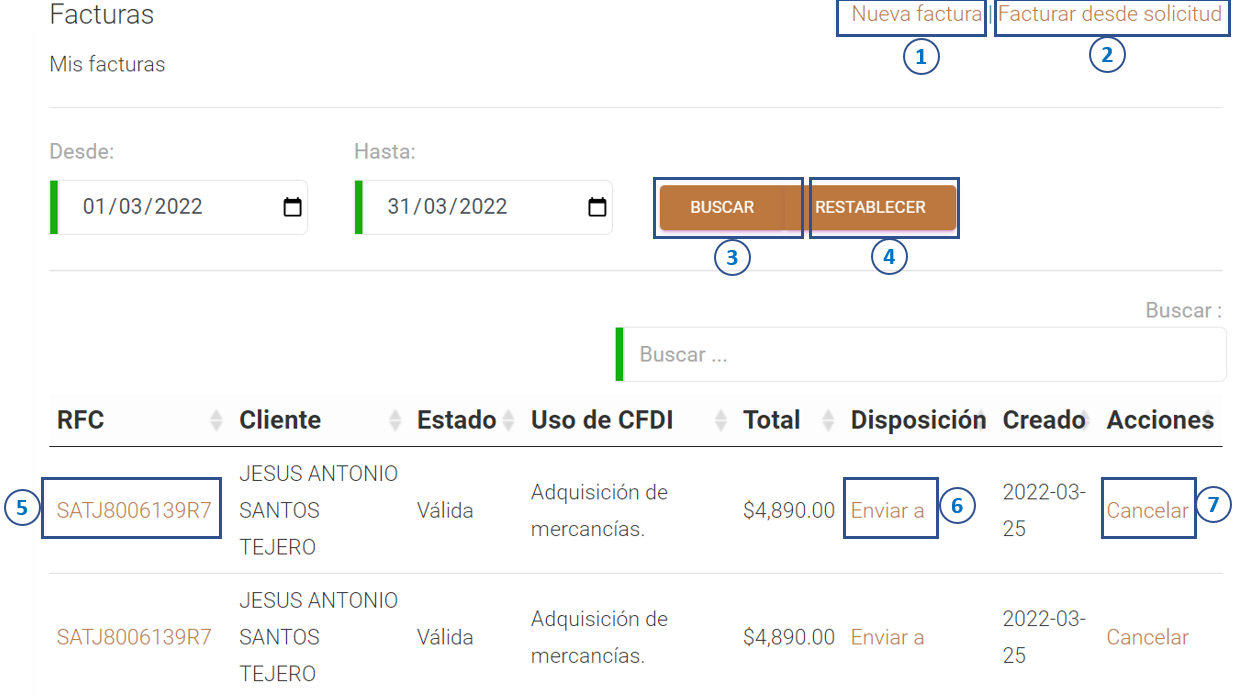 Facturas
Nueva factura | Facturar desde solicitud
1
2
Mis facturas
Desde:
Hasta:
01/03/2022
31/03/2022
BUSCAR
RESTABLECER
3
4
Buscar :
Buscar ...
RFC Cliente Estado Uso de CFDI Total Disposición Creado Acciones
5
SATJ8006139R7
JESUS ANTONIO
SANTOS
TEJERO
Válida
Adquisición de
mercancías.
$4,890.00
Enviar a
6
2022-03-
25
Cancelar
7
SATJ8006139R7
JESUS ANTONIO
SANTOS
TEJERO
Válida
Adquisición de
mercancías.
$4,890.00
Enviar a
2022-03-
25
Cancelar